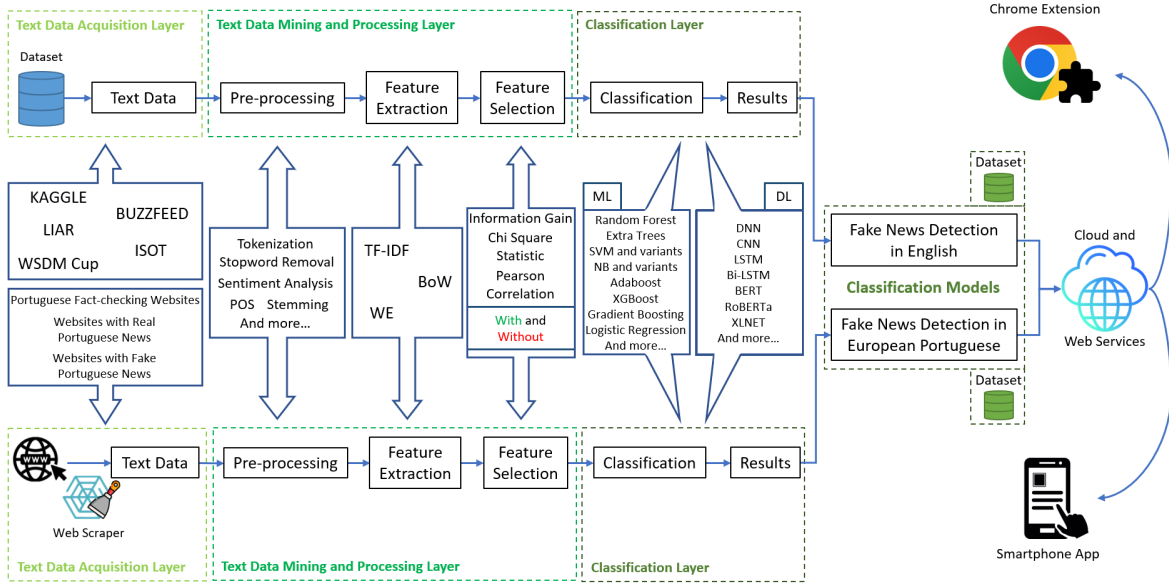 Text Data Acquisition Layer
Dataset
Text Data
Text Data Mining and Processing Layer
Pre-processing
Feature
Extraction
Feature
Selection
Classification Layer
Classification
Results
Chrome Extension
KAGGLE
BUZZFEED
LIAR
ISOT
WSDM Cup
Portuguese Fact-checking Websites
Websites with Real
Portuguese News
Websites with Fake
Portuguese News
Tokenization
Stopword Removal
Sentiment Analysis
POS Stemming
And more...
TF-IDF
BoW
WE
Information Gain
Chi Square
Statistic
Pearson
Correlation
With and
Without
ML
Random Forest
Extra Trees
SVM and variants
NB and variants
Adaboost
XGBoost
Gradient Boosting
Logistic Regression
And more...
DL
DNN
CNN
LSTM
Bi-LSTM
BERT
RoBERTa
XLNET
And more...
Dataset
Fake News Detection
in English
Classification Models
Fake News Detection in
European Portuguese
Dataset
Cloud and
Web Services
WWW
Web Scraper
Text Data
Text Data Acquisition Layer
Pre-processing
Feature
Extraction
Feature
Selection
Text Data Mining and Processing Layer
Classification
Results
Classification Layer
Smartphone App